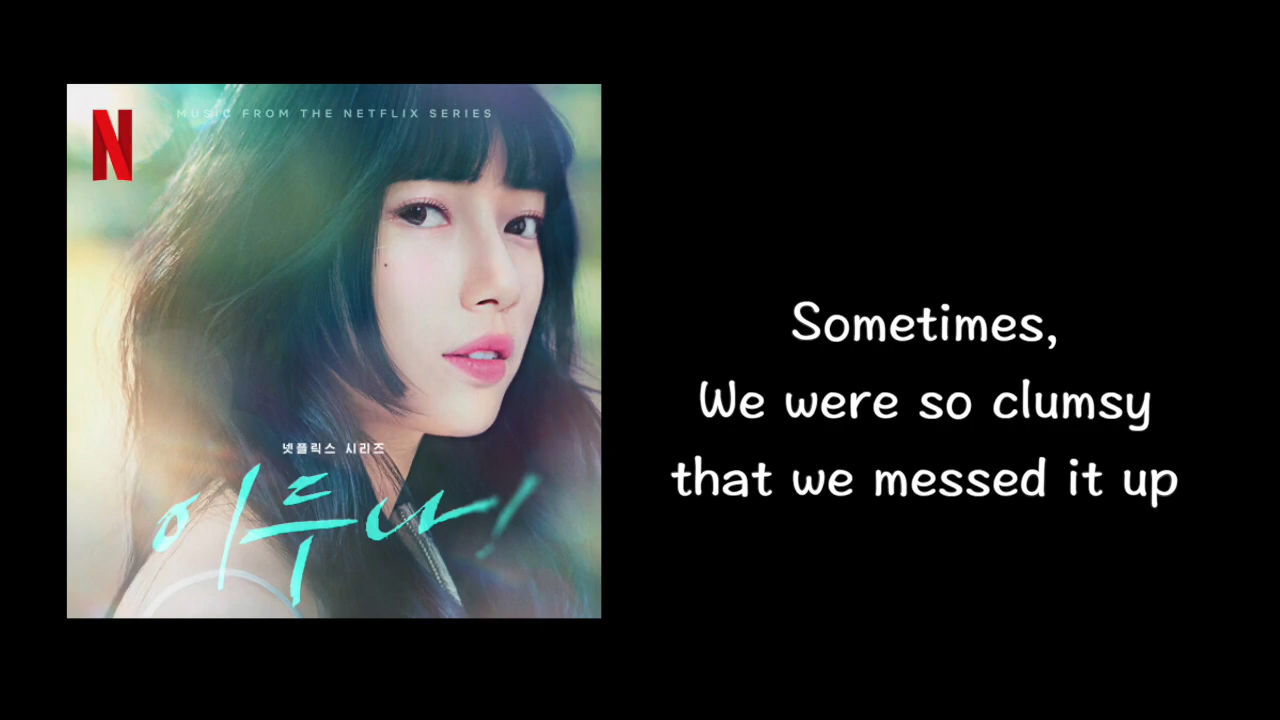 N
MUSIC FROM THE NETFLIX SERIES
넷플릭스 시리즈
이두나!
Sometimes,
We were so clumsy
that we messed it up